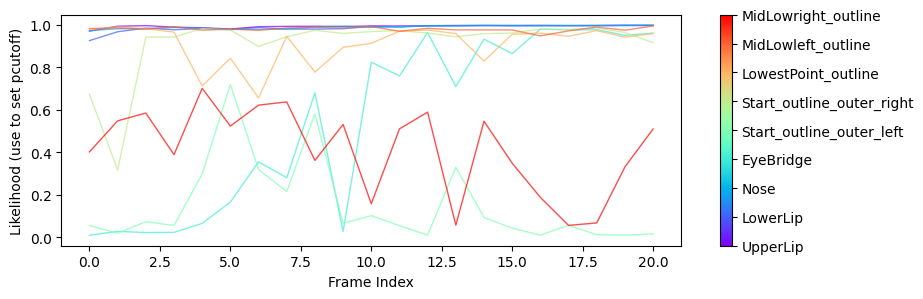 Likelihood (use to set pcutoff)
1.0
0.8
0.6
0.4
0.2
0.0
0.0 2.5 5.0 7.5 10.0 12.5 15.0 17.5 20.0
Frame Index
MidLowright_outline
MidLowleft_outline
LowestPoint_outline
Start_outline_outer_right
Start_outline_outer_left
EyeBridge
Nose
LowerLip
UpperLip